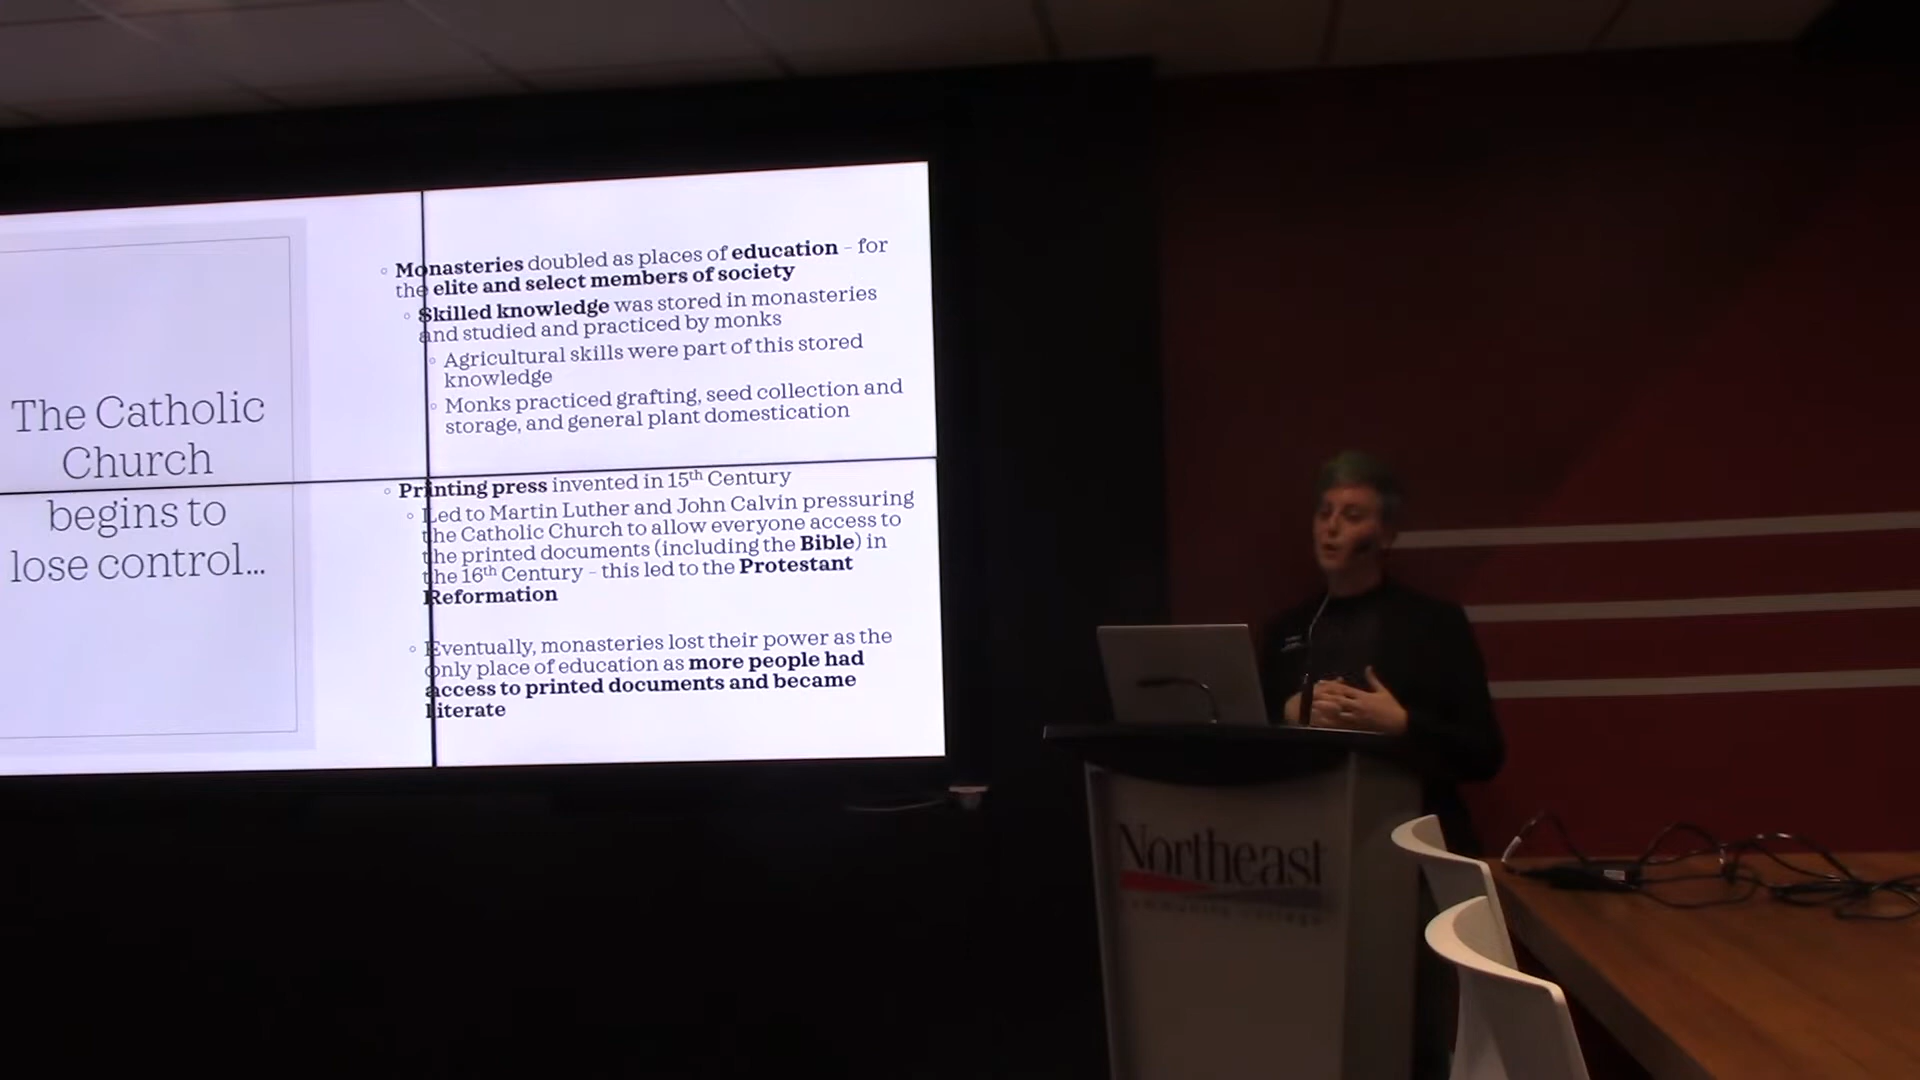 The Catholic
Church
begins to
lose control...
◦ Monasteries doubled as places of education – for
the elite and select members of society
◦ Skilled knowledge was stored in monasteries
and studied and practiced by monks
◦ Agricultural skills were part of this stored
knowledge
◦ Monks practiced grafting, seed collection and
storage, and general plant domestication
◦ Printing press invented in 15th Century
◦ Led to Martin Luther and John Calvin pressuring
the Catholic Church to allow everyone access to
the printed documents (including the Bible) in
the 16th Century – this led to the Protestant
Reformation
◦ Eventually, monasteries lost their power as the
only place of education as more people had
access to printed documents and became
literate
Northeast
community college